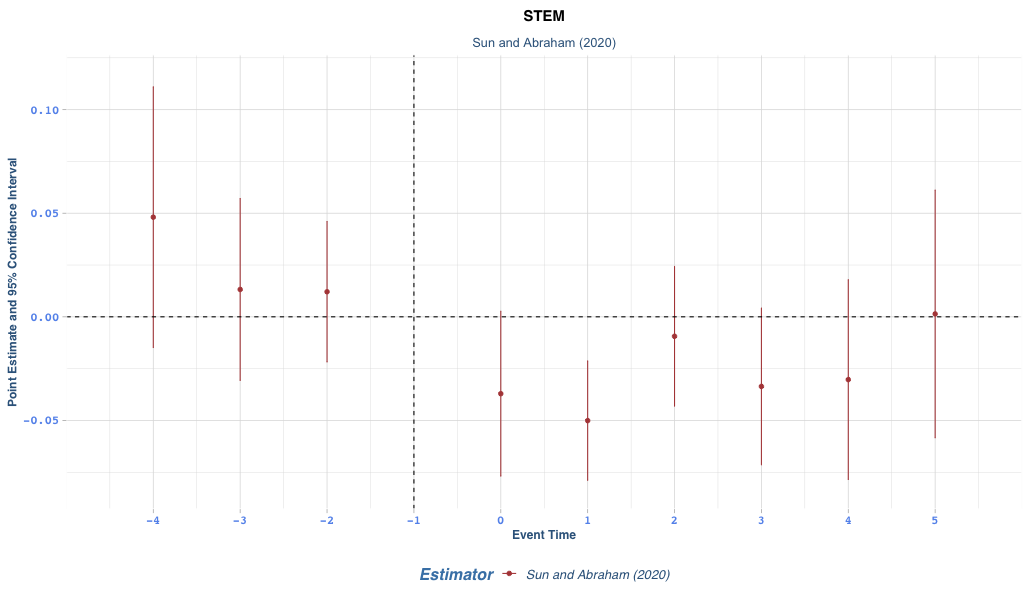 STEM
Sun and Abraham (2020)
Point Estimate and 95% Confidence Interval
0.10
0.05
0.00
−0.05
−4 −3 −2 −1 0 1 2 3 4 5
Event Time
Estimator Sun and Abraham (2020)